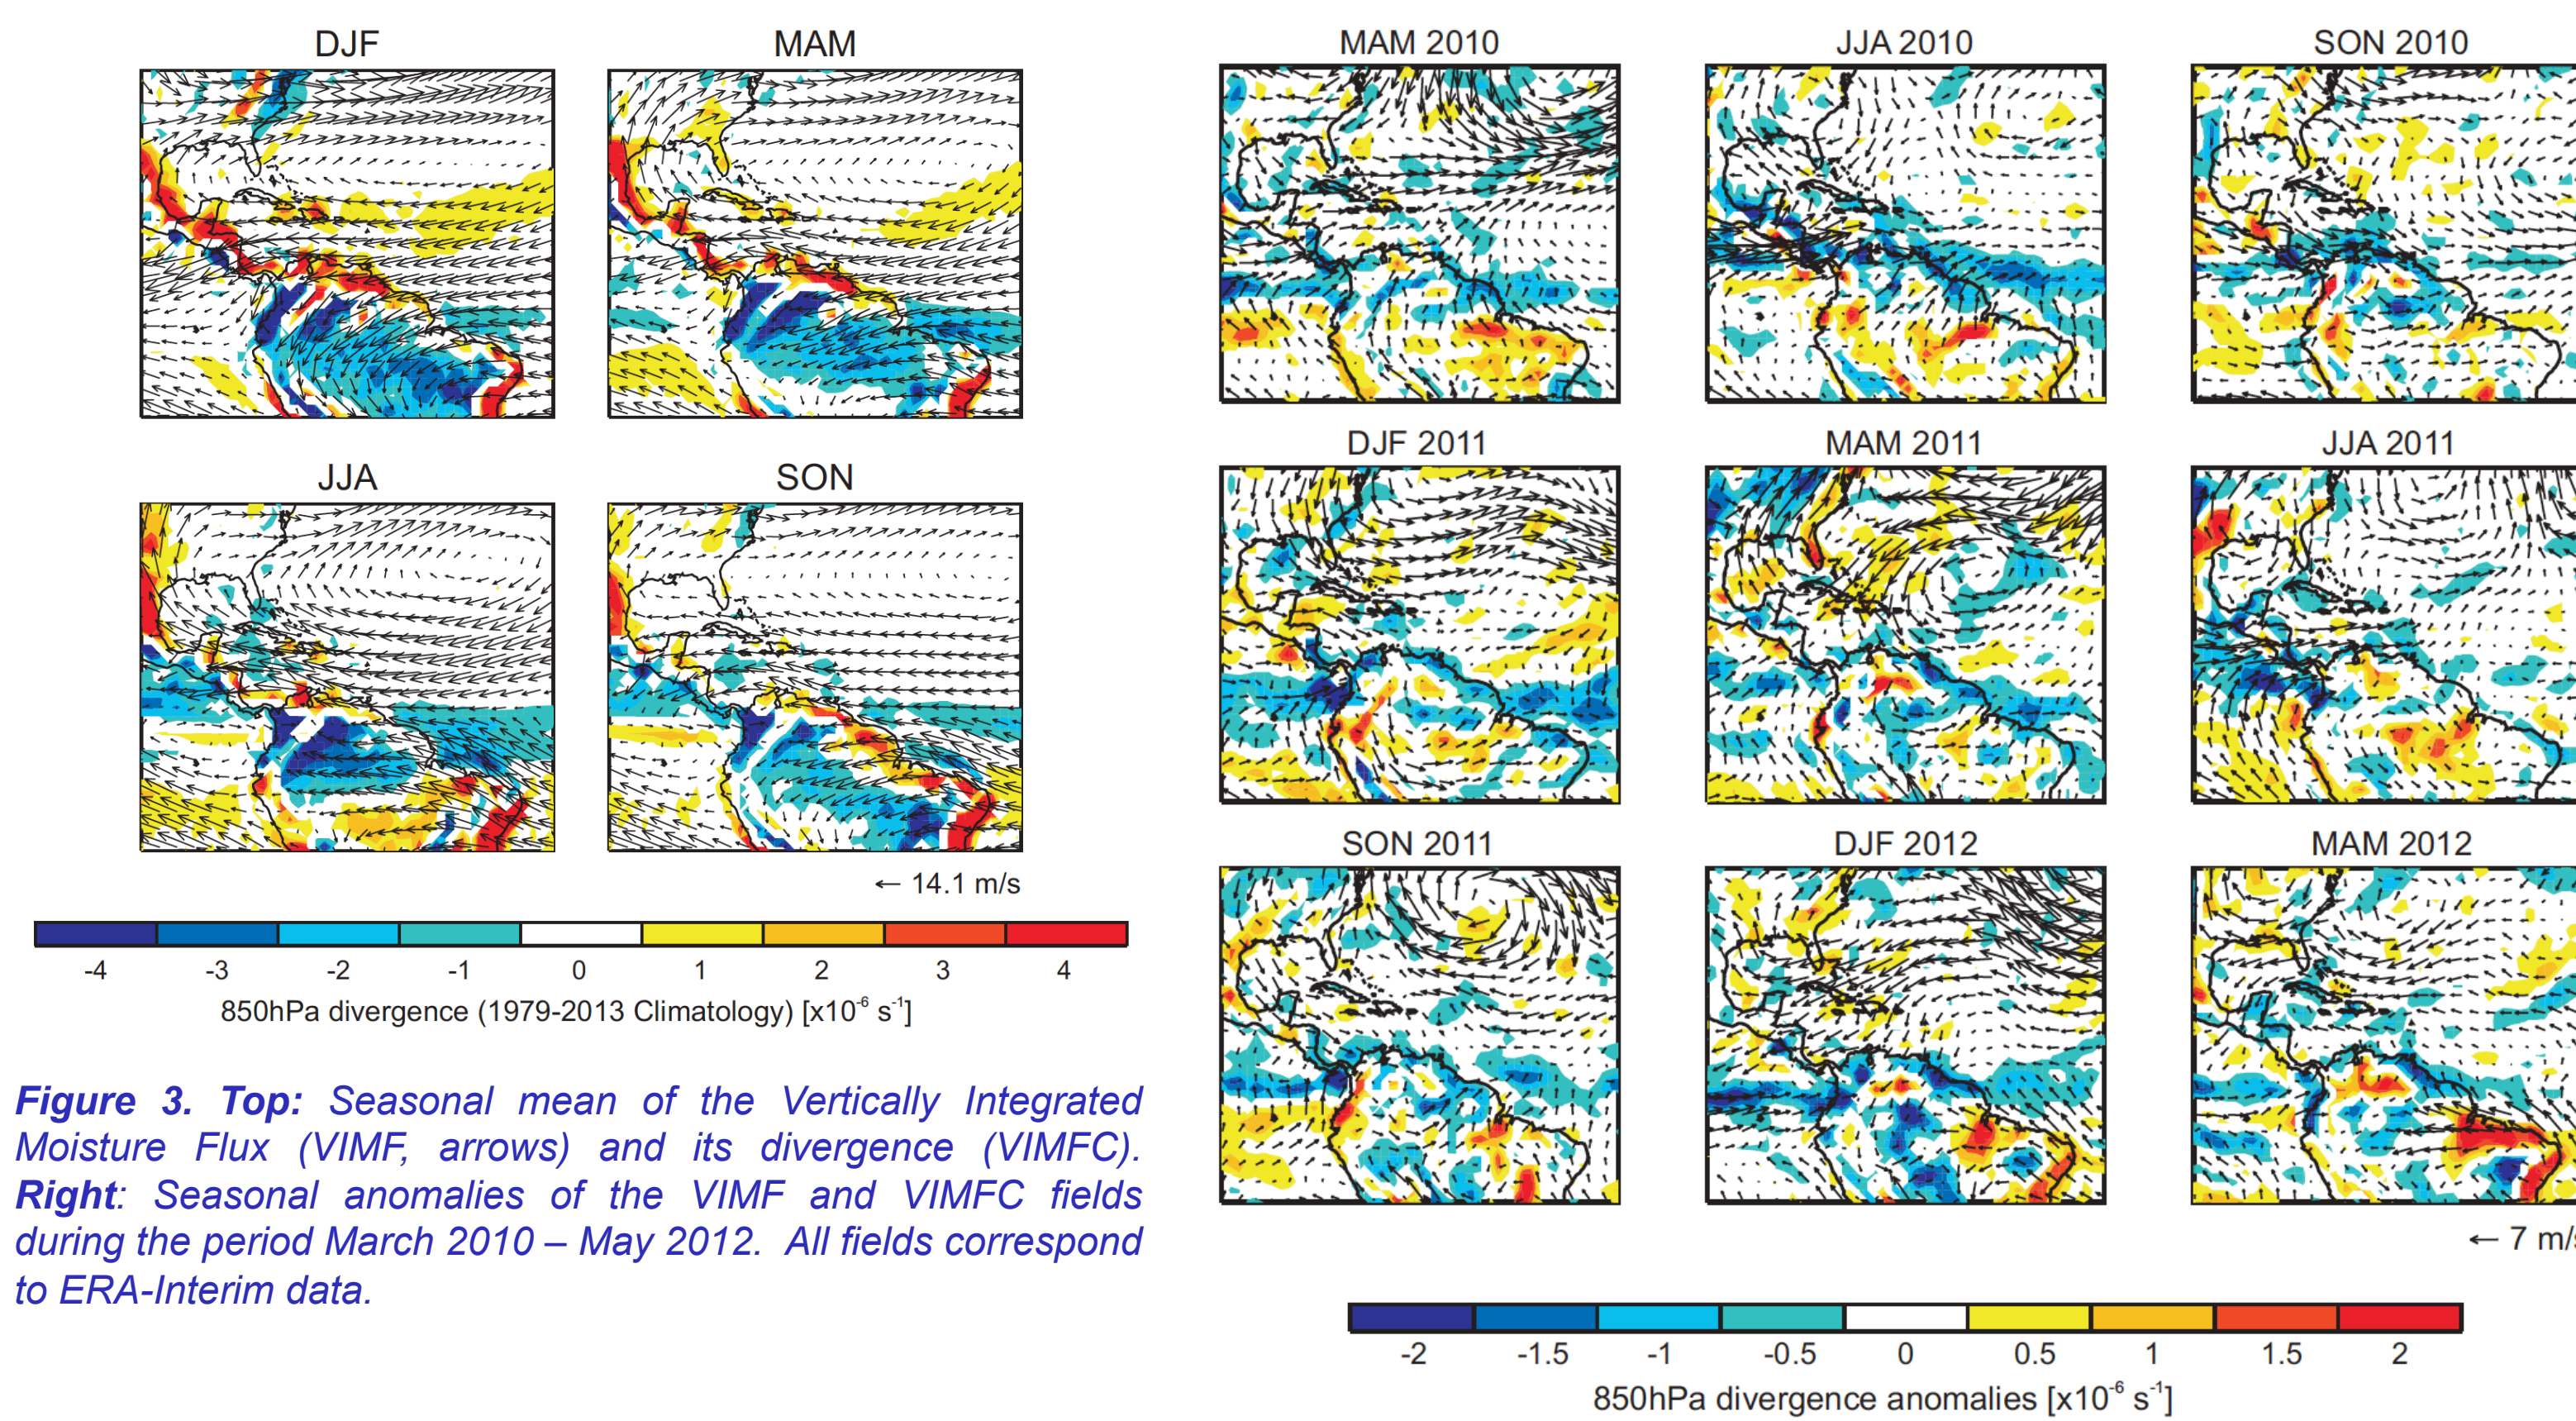 DJF
MAM
JJA
SON
← 14.1 m/s
-4 -3 -2 -1 0 1 2 3 4
850hPa divergence (1979-2013 Climatology) [x10⁻⁶ s⁻¹]
Figure 3. Top: Seasonal mean of the Vertically Integrated
Moisture Flux (VIMF, arrows) and its divergence (VIMFC).
Right: Seasonal anomalies of the VIMF and VIMFC fields
during the period March 2010 – May 2012. All fields correspond
to ERA-Interim data.
MAM 2010
JJA 2010
SON 2010
DJF 2011
MAM 2011
JJA 2011
SON 2011
DJF 2012
MAM 2012
← 7 m/s
-2 -1.5 -1 -0.5 0 0.5 1 1.5 2
850hPa divergence anomalies [x10⁻⁶ s⁻¹]